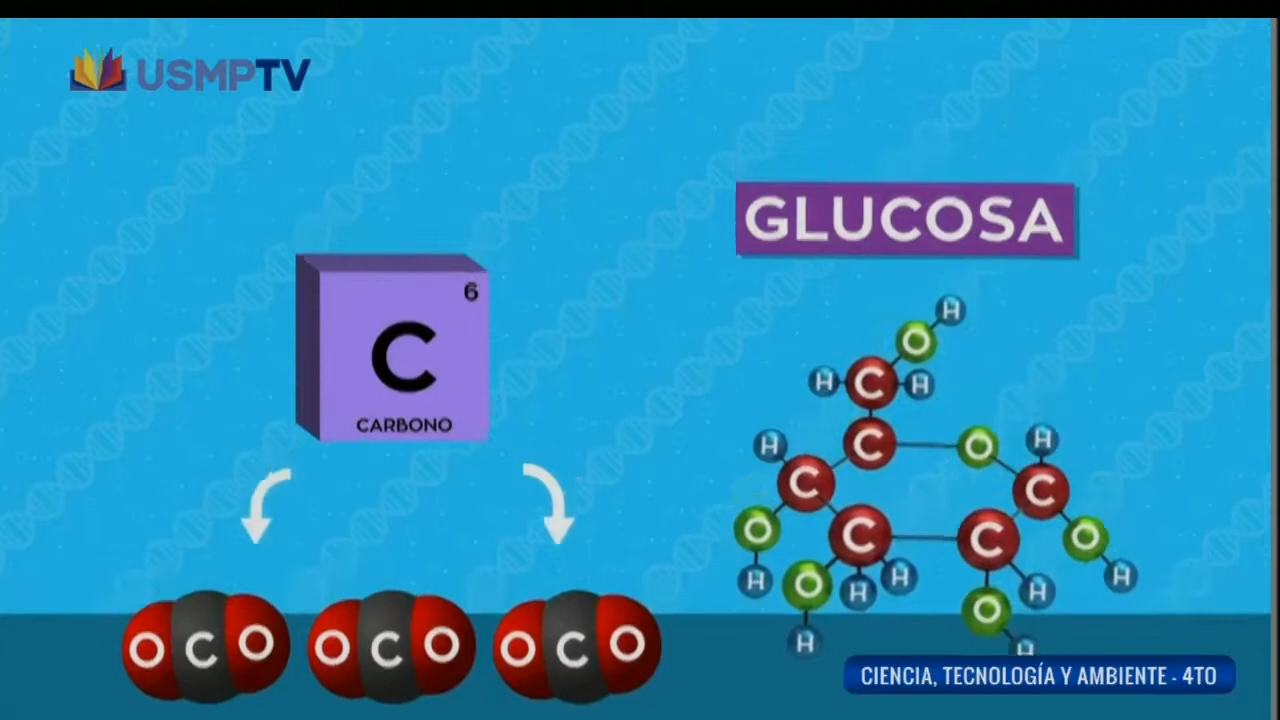 USMPTV
GLUCOSA
6
C
CARBONO
H
O
H C H
C O H
H C C
O C C O
H O H H H H
O
H H
O C O O C O O C O
CIENCIA, TECNOLOGÍA Y AMBIENTE - 4TO